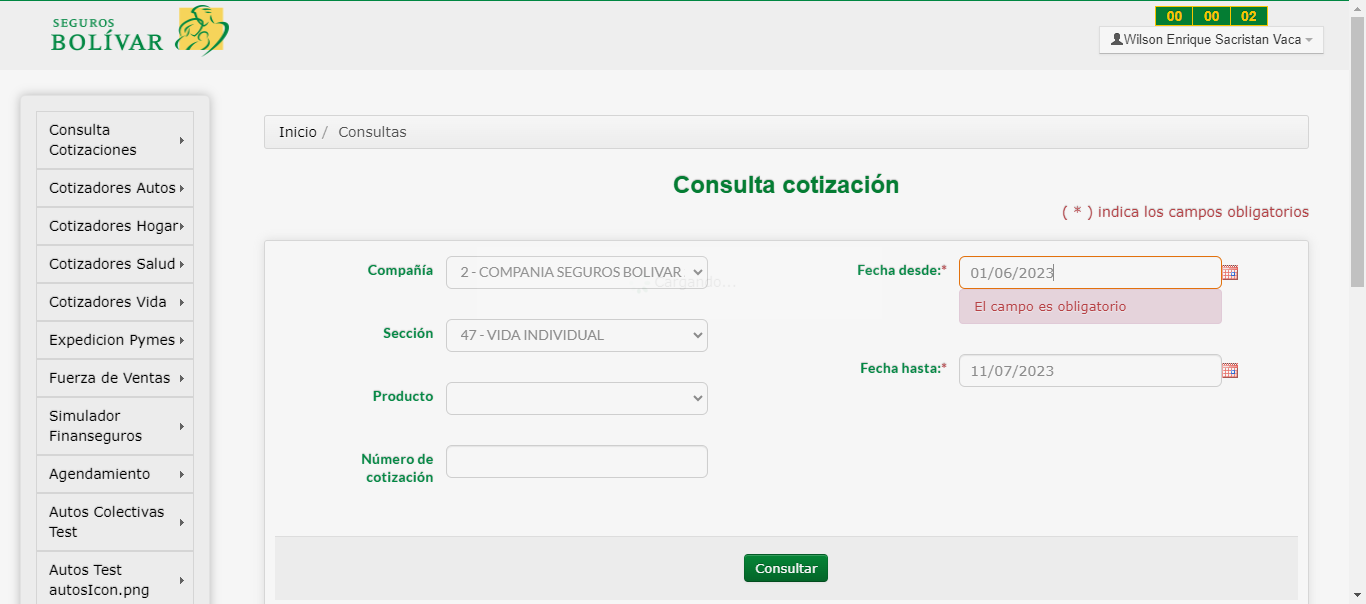 SEGUROS
BOLÍVAR
00 00 02
Wilson Enrique Sacristan Vaca
Consulta
Cotizaciones
Cotizadores Autos
Cotizadores Hogar
Cotizadores Salud
Cotizadores Vida
Expedicion Pymes
Fuerza de Ventas
Simulador
Finanseguros
Agendamiento
Autos Colectivas
Test
Autos Test
autosIcon.png
Inicio / Consultas
Consulta cotización
( * ) indica los campos obligatorios
Compañía
2 - COMPANIA SEGUROS BOLIVAR
Cargando...
Sección
47 - VIDA INDIVIDUAL
Producto
Número de
cotización
Fecha desde:*
01/06/2023
El campo es obligatorio
Fecha hasta:*
11/07/2023
Consultar